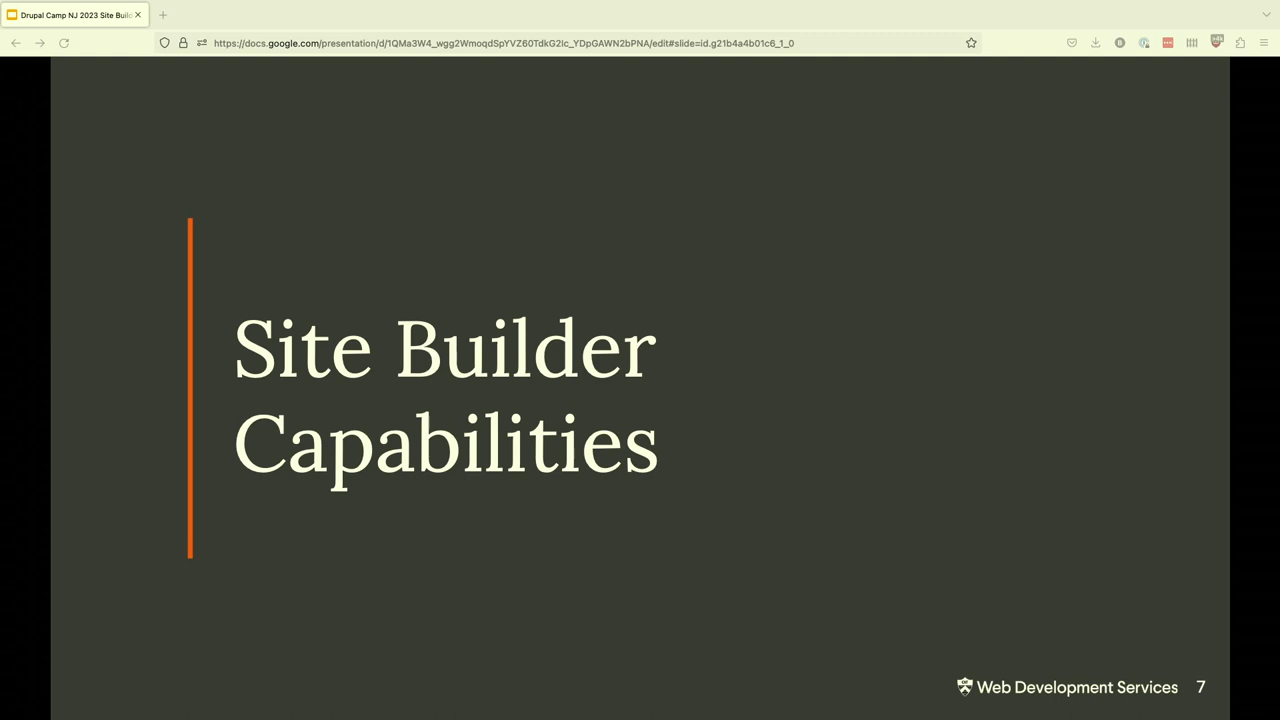 Drupal Camp NJ 2023 Site Buil
https://docs.google.com/presentation/d/1QMa3W4_wgg2WmoqdSpYVZ60TdkG2lc_YDpGAWN2bPNA/edit#slide=id.g21b4a4b01c6_1_0
Site Builder
Capabilities
Web Development Services 7